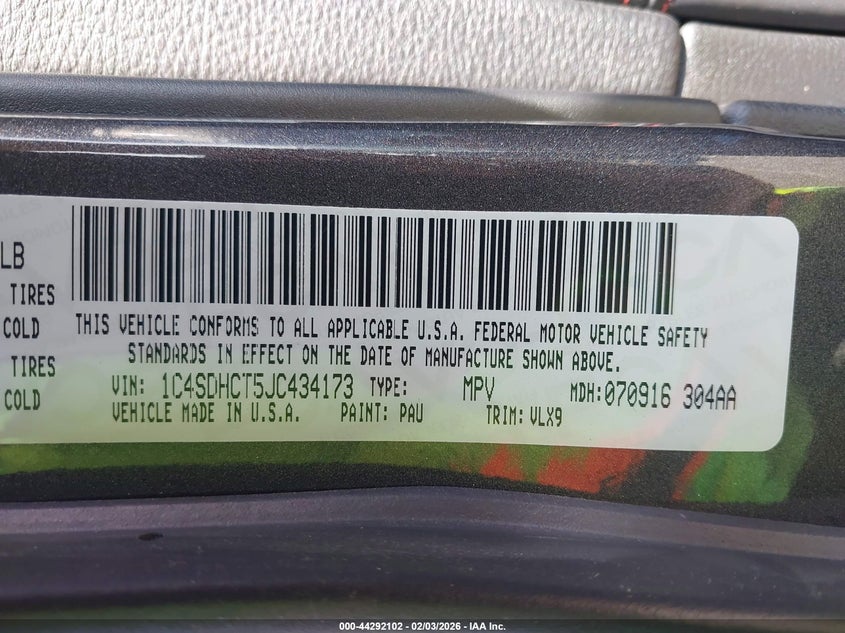 LB
TIRES
COLD
TIRES
COLD
THIS VEHICLE CONFORMS TO ALL APPLICABLE U.S.A. FEDERAL MOTOR VEHICLE SAFETY
STANDARDS IN EFFECT ON THE DATE OF MANUFACTURE SHOWN ABOVE.
VIN: 1C4SDHCT5JC434173 TYPE: MPV MDH:070916 304AA
VEHICLE MADE IN U.S.A. PAINT: PAU TRIM: VLX9
000-44292102 - 02/03/2026 - IAA Inc.